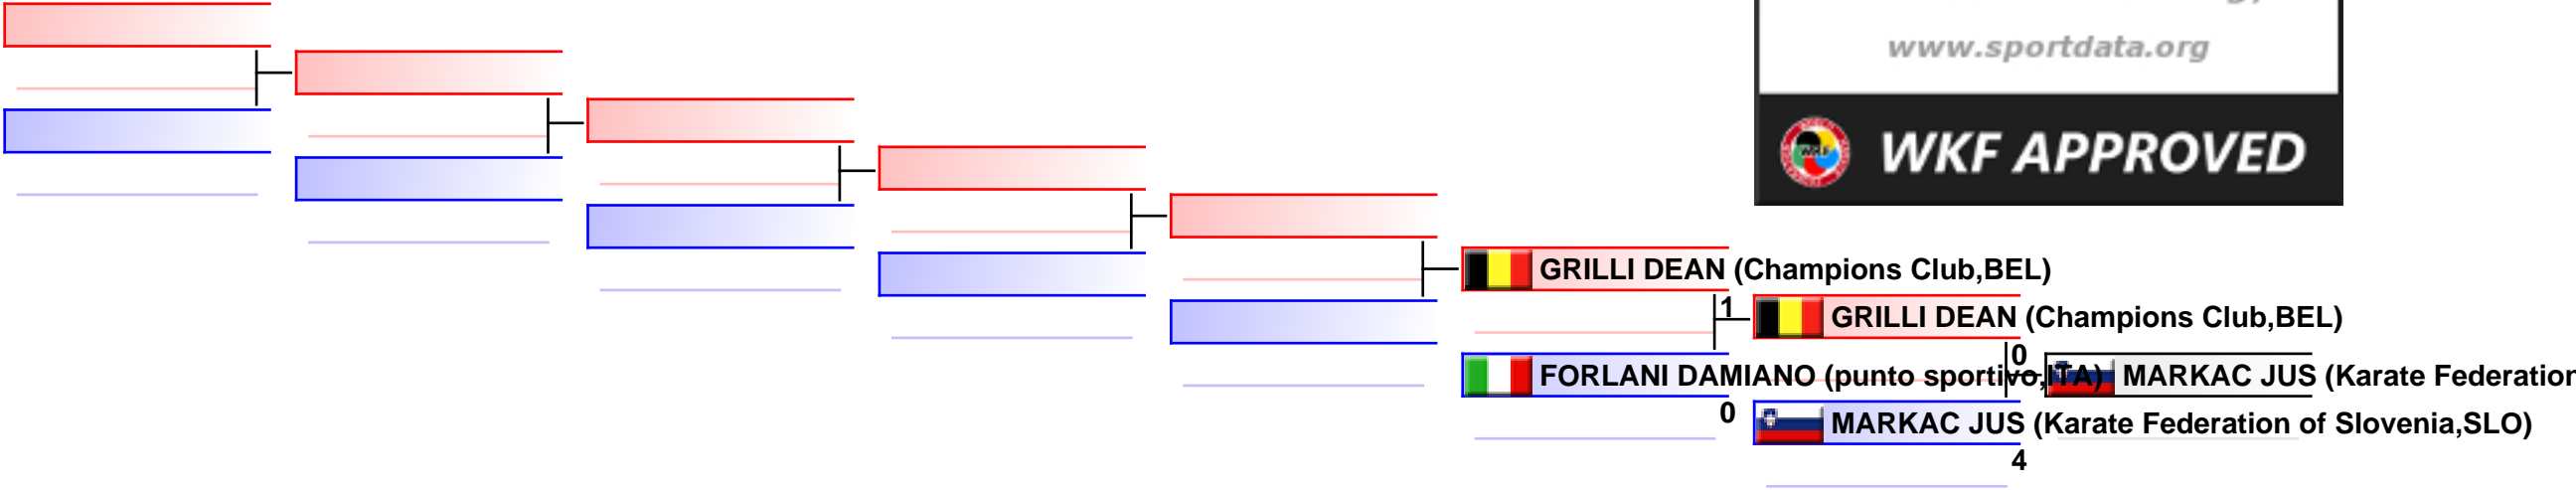 www.sportdata.org
WKF APPROVED
GRILLI DEAN (Champions Club,BEL)
1
GRILLI DEAN (Champions Club,BEL)
0
FORLANI DAMIANO (punto sportivo,ITA)
MARKAC JUS (Karate Federation
0
MARKAC JUS (Karate Federation of Slovenia,SLO)
4